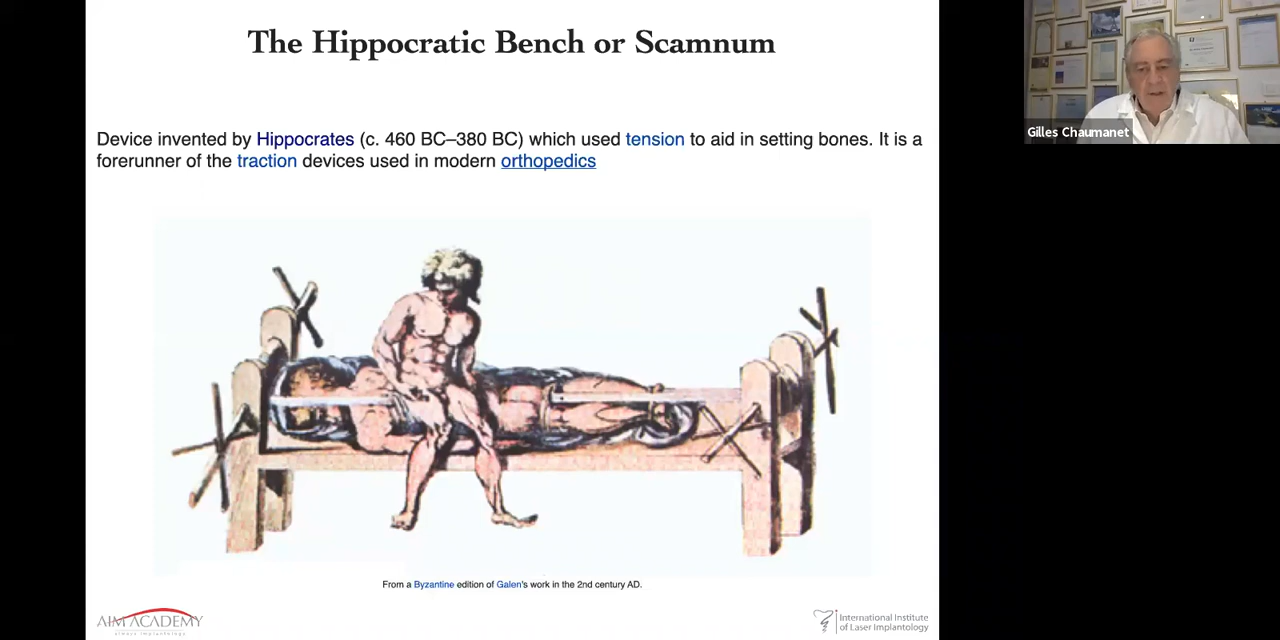 The Hippocratic Bench or Scamnum
Gilles Chaumanet
Device invented by Hippocrates (c. 460 BC–380 BC) which used tension to aid in setting bones. It is a
forerunner of the traction devices used in modern orthopedics
From a Byzantine edition of Galen's work in the 2nd century AD.
AIM ACADEMY
always implantology
International Institute
of Laser Implantology